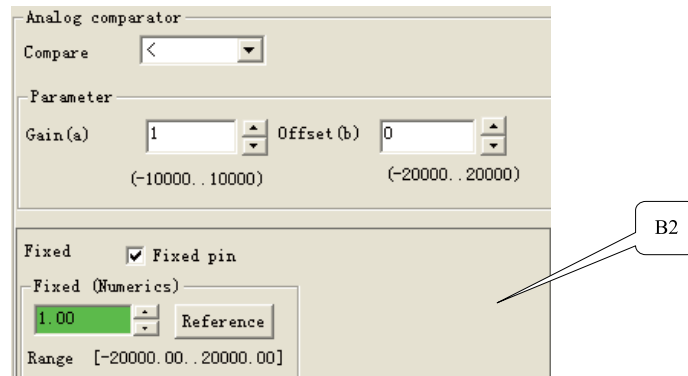 Analog comparator
Compare <
Parameter
Gain(a) 1 Offset(b) 0
(-10000..10000) (-20000..20000)
B2
Fixed Fixed pin
Fixed (Numerics)
1.00 Reference
Range [-20000.00..20000.00]